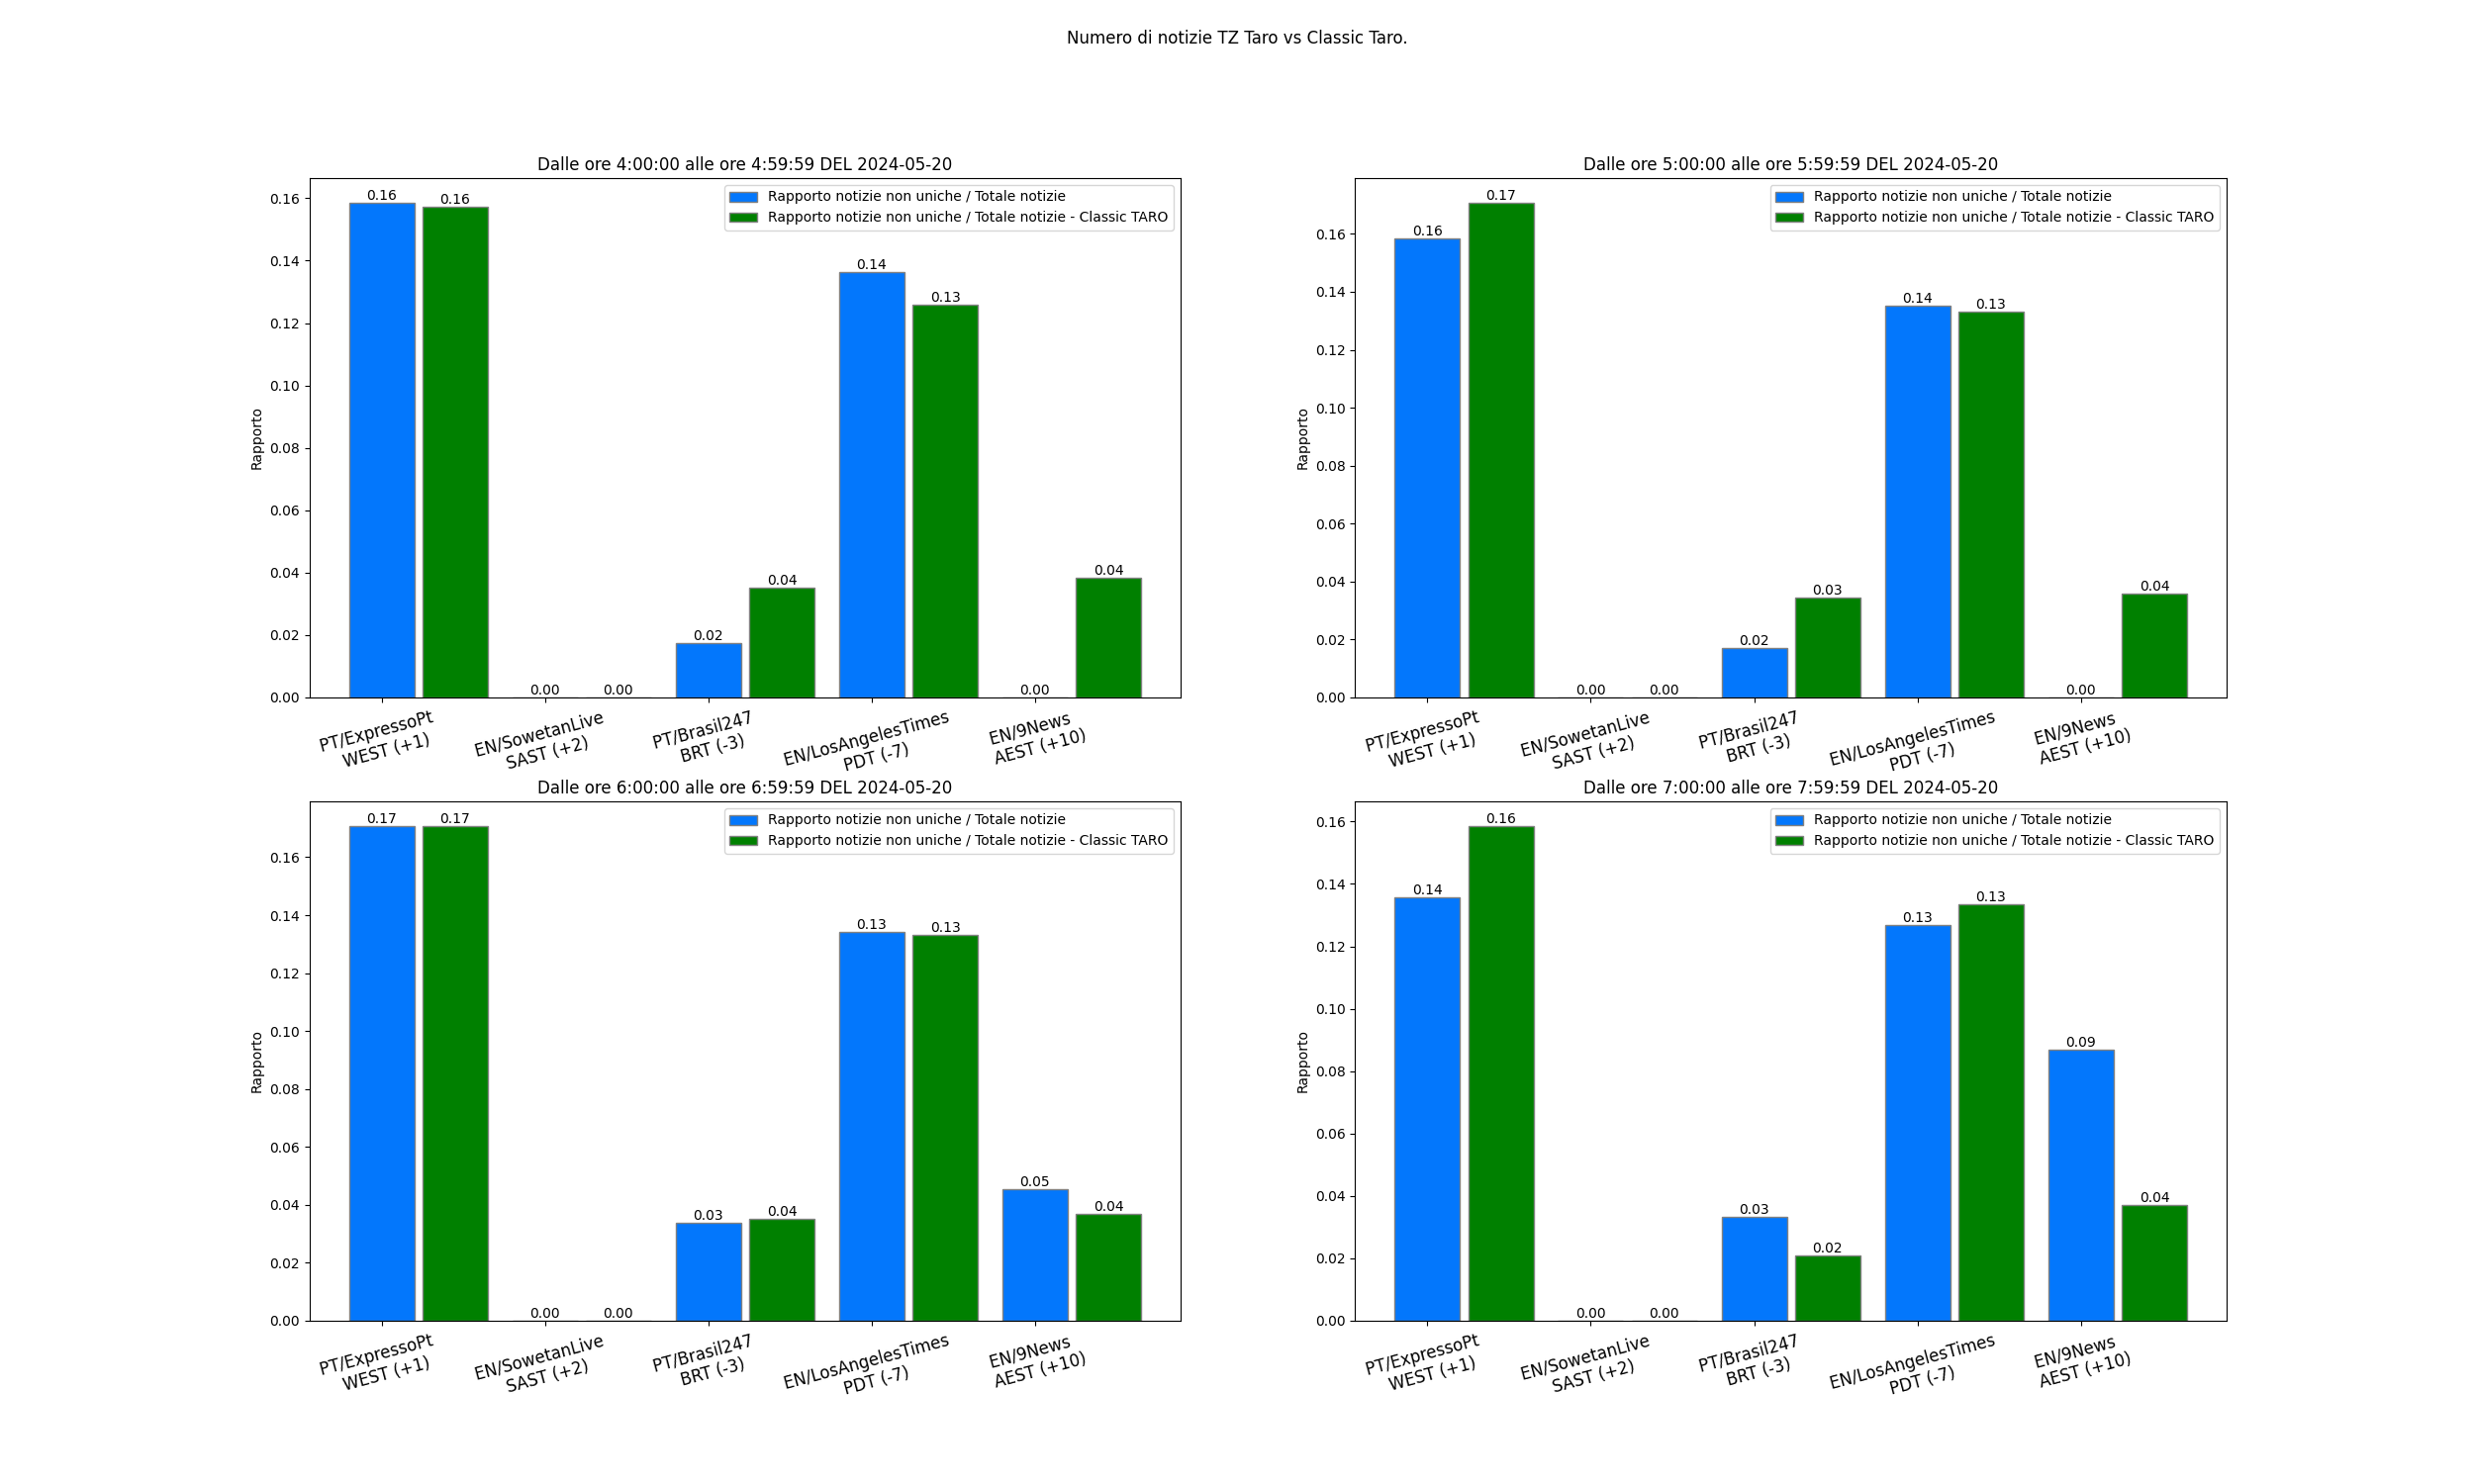 Numero di notizie TZ Taro vs Classic Taro.
Dalle ore 4:00:00 alle ore 4:59:59 DEL 2024-05-20
Rapporto notizie non uniche / Totale notizie
Rapporto notizie non uniche / Totale notizie - Classic TARO
Rapporto
0.16
0.14
0.12
0.10
0.08
0.06
0.04
0.02
0.00
0.16
0.16
0.00
0.00
0.02
0.04
0.14
0.13
0.00
0.04
PT/ExpressoPt
WEST (+1)
EN/SowetanLive
SAST (+2)
PT/Brasil247
BRT (-3)
EN/LosAngelesTimes
PDT (-7)
EN/9News
AEST (+10)
Dalle ore 5:00:00 alle ore 5:59:59 DEL 2024-05-20
Rapporto notizie non uniche / Totale notizie
Rapporto notizie non uniche / Totale notizie - Classic TARO
Rapporto
0.16
0.14
0.12
0.10
0.08
0.06
0.04
0.02
0.00
0.16
0.17
0.00
0.00
0.02
0.03
0.14
0.13
0.00
0.04
PT/ExpressoPt
WEST (+1)
EN/SowetanLive
SAST (+2)
PT/Brasil247
BRT (-3)
EN/LosAngelesTimes
PDT (-7)
EN/9News
AEST (+10)
Dalle ore 6:00:00 alle ore 6:59:59 DEL 2024-05-20
Rapporto notizie non uniche / Totale notizie
Rapporto notizie non uniche / Totale notizie - Classic TARO
Rapporto
0.16
0.14
0.12
0.10
0.08
0.06
0.04
0.02
0.00
0.17
0.17
0.00
0.00
0.03
0.04
0.13
0.13
0.05
0.04
PT/ExpressoPt
WEST (+1)
EN/SowetanLive
SAST (+2)
PT/Brasil247
BRT (-3)
EN/LosAngelesTimes
PDT (-7)
EN/9News
AEST (+10)
Dalle ore 7:00:00 alle ore 7:59:59 DEL 2024-05-20
Rapporto notizie non uniche / Totale notizie
Rapporto notizie non uniche / Totale notizie - Classic TARO
Rapporto
0.16
0.14
0.12
0.10
0.08
0.06
0.04
0.02
0.00
0.14
0.16
0.00
0.00
0.03
0.02
0.13
0.13
0.09
0.04
PT/ExpressoPt
WEST (+1)
EN/SowetanLive
SAST (+2)
PT/Brasil247
BRT (-3)
EN/LosAngelesTimes
PDT (-7)
EN/9News
AEST (+10)